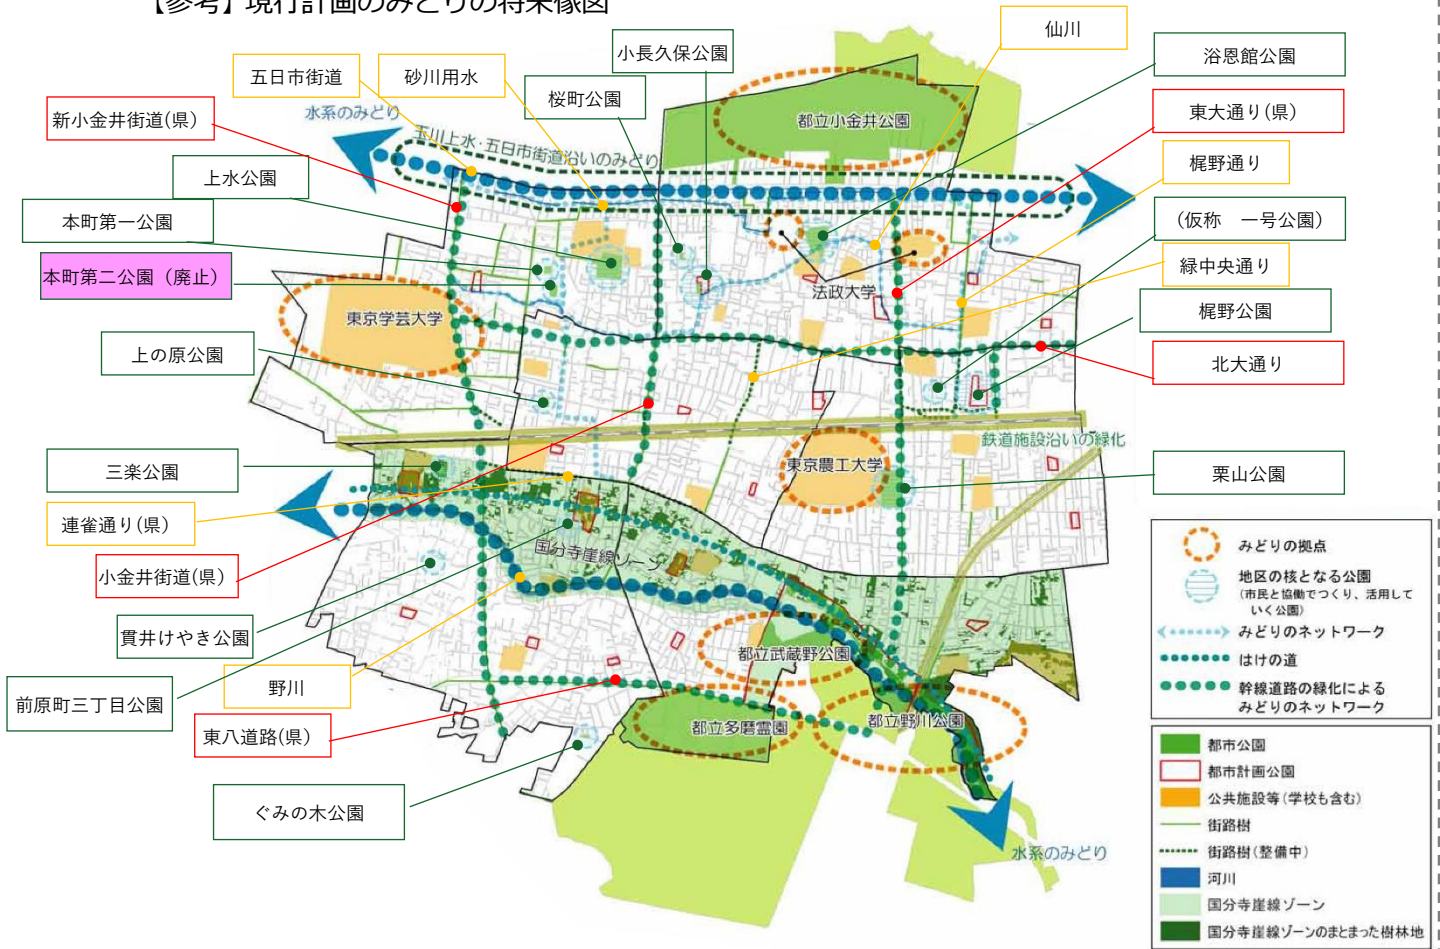 【参考】現行計画のみどりの将来像図
仙川
小長久保公園
浴恩館公園
五日市街道
砂川用水
桜町公園
東大通り(県)
新小金井街道(県)
水系のみどり
玉川上水・五日市街道沿いのみどり
都立小金井公園
梶野通り
上水公園
(仮称　一号公園)
本町第一公園
緑中央通り
本町第二公園（廃止）
法政大学
梶野公園
東京学芸大学
上の原公園
北大通り
鉄道施設沿いの緑化
三楽公園
東京農工大学
栗山公園
連雀通り(県)
国分寺崖線ゾーン
小金井街道(県)
貫井けやき公園
都立武蔵野公園
野川
前原町三丁目公園
都立多磨霊園
都立野川公園
東八道路(県)
ぐみの木公園
水系のみどり
みどりの拠点
地区の核となる公園
(市民と協働でつくり、活用して
いく公園)
みどりのネットワーク
はけの道
幹線道路の緑化による
みどりのネットワーク
都市公園
都市計画公園
公共施設等(学校も含む)
街路樹
街路樹(整備中)
河川
国分寺崖線ゾーン
国分寺崖線ゾーンのまとまった樹林地